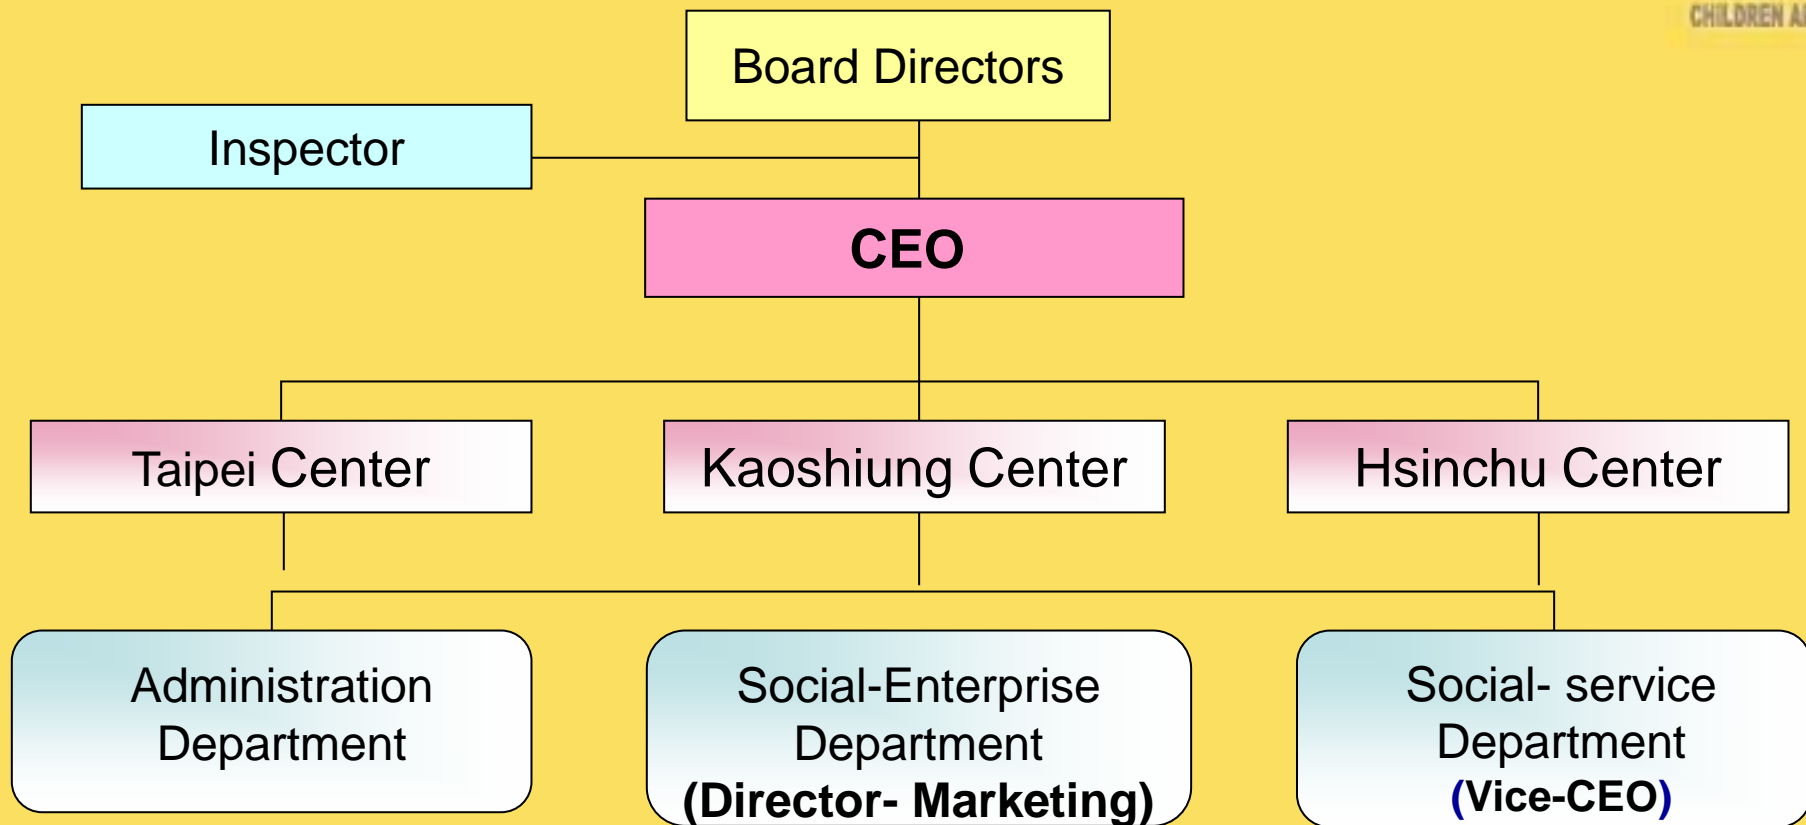 CHILDREN
Board Directors
Inspector
CEO
Taipei Center
Kaoshiung Center
Hsinchu Center
Administration
Department
Social-Enterprise
Department
(Director- Marketing)
Social- service
Department
(Vice-CEO)